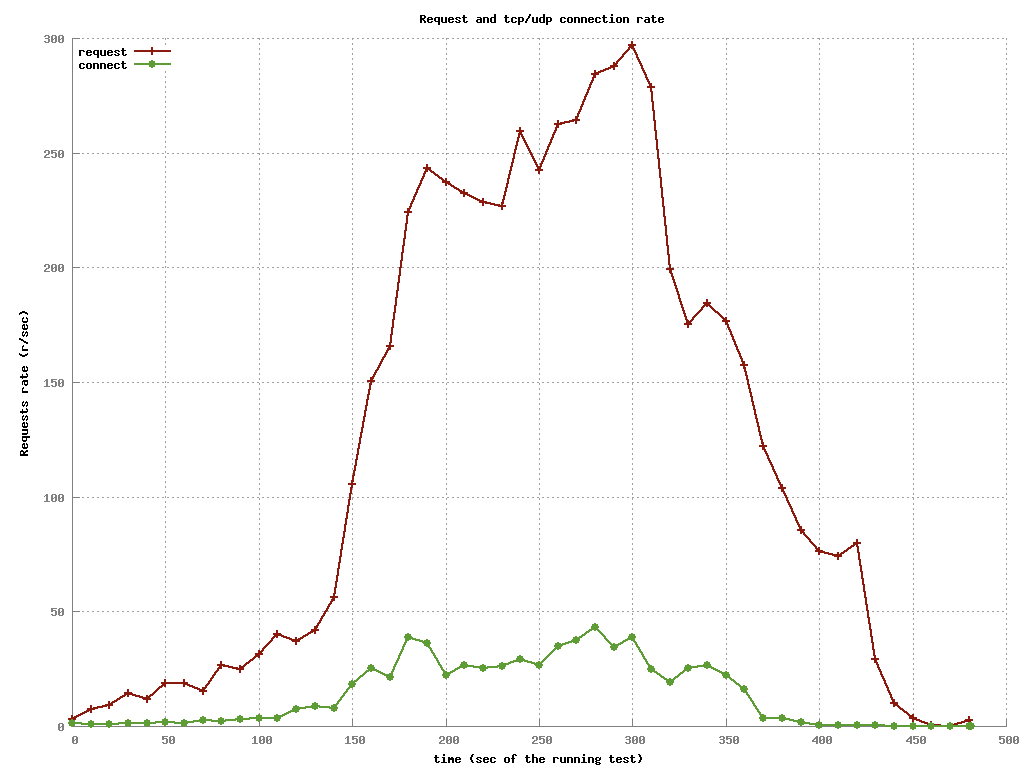 Request and tcp/udp connection rate
request
connect
300
250
200
150
100
50
0
Requests rate (r/sec)
0 50 100 150 200 250 300 350 400 450 500
time (sec of the running test)